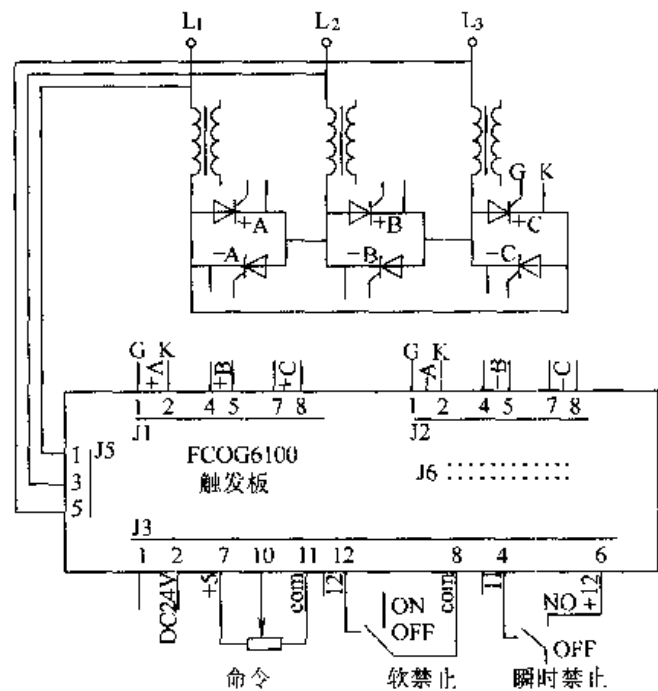 L1 L2 L3
G K
+A +B +C
-A -B -C
G K +A +B +C G K -A -B -C
1 2 4 5 7 8 1 2 4 5 7 8
J1 J2
1 J5 FCOG6100 J6
3 触发板
5
J3
1 2 7 10 11 12 8 4 6
DC24V +5 com 12 com 11 NO +12
ON
OFF OFF
命令 软禁止 瞬时禁止